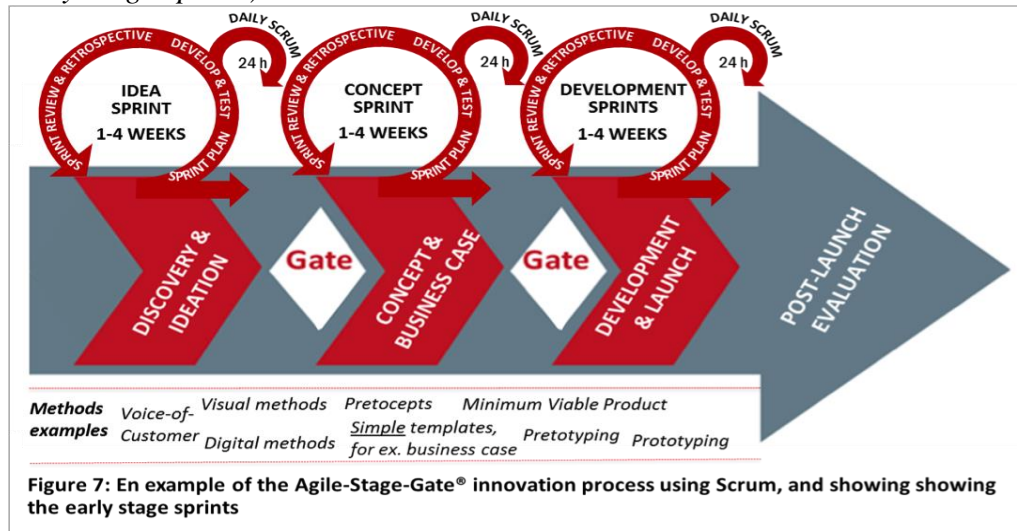 DAILY SCRUM
24 h
SPRINT REVIEW & RETROSPECTIVE
DEVELOP & TEST
SPRINT PLAN
IDEA
SPRINT
1-4 WEEKS
DAILY SCRUM
24 h
SPRINT REVIEW & RETROSPECTIVE
DEVELOP & TEST
SPRINT PLAN
CONCEPT
SPRINT
1-4 WEEKS
DAILY SCRUM
24 h
SPRINT REVIEW & RETROSPECTIVE
DEVELOP & TEST
SPRINT PLAN
DEVELOPMENT
SPRINTS
1-4 WEEKS
DISCOVERY &
IDEATION
Gate
CONCEPT &
BUSINESS CASE
Gate
DEVELOPMENT
& LAUNCH
POST-LAUNCH
EVALUATION
Methods
examples
Voice-of-
Customer
Visual methods
Digital methods
Pretocepts
Simple templates,
for ex. business case
Minimum Viable Product
Pretotyping
Prototyping
Figure 7: En example of the Agile-Stage-Gate® innovation process using Scrum, and showing showing
the early stage sprints